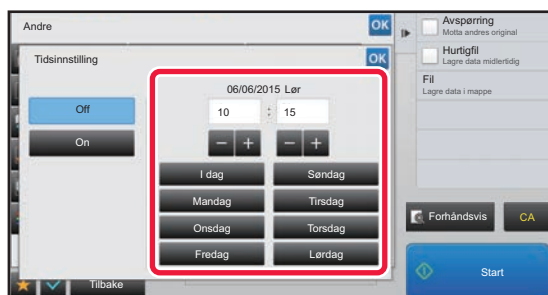 Andre
OK
Tidsinnstilling
OK
Off
On
06/06/2015 Lør
10 : 15
I dag
Søndag
Mandag
Tirsdag
Onsdag
Torsdag
Fredag
Lørdag
Tilbake
Avspørring
Motta andres original
Hurtigfil
Lagre data midlertidig
Fil
Lagre data i mappe
Forhåndsvis
CA
Start